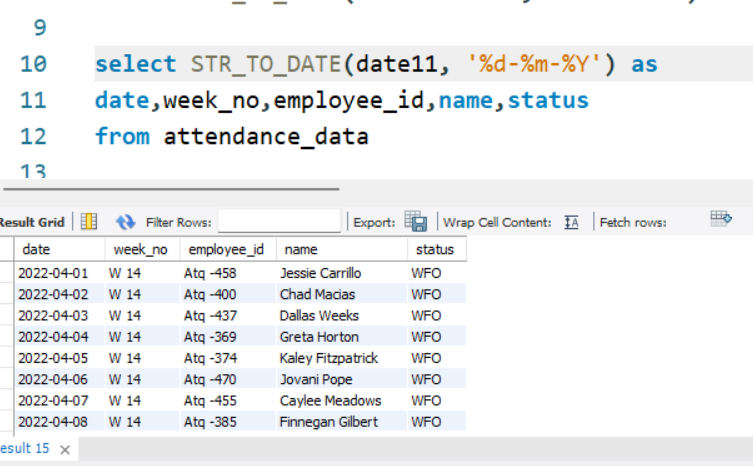 9
10 select STR_TO_DATE(date11, '%d-%m-%Y') as
11 date,week_no,employee_id,name,status
12 from attendance_data
13
Result Grid Filter Rows: Export: Wrap Cell Content: Fetch rows:
date week_no employee_id name status
2022-04-01 W 14 Atq -458 Jessie Carrillo WFO
2022-04-02 W 14 Atq -400 Chad Macias WFO
2022-04-03 W 14 Atq -437 Dallas Weeks WFO
2022-04-04 W 14 Atq -369 Greta Horton WFO
2022-04-05 W 14 Atq -374 Kaley Fitzpatrick WFO
2022-04-06 W 14 Atq -470 Jovani Pope WFO
2022-04-07 W 14 Atq -455 Caylee Meadows WFO
2022-04-08 W 14 Atq -385 Finnegan Gilbert WFO
esult 15